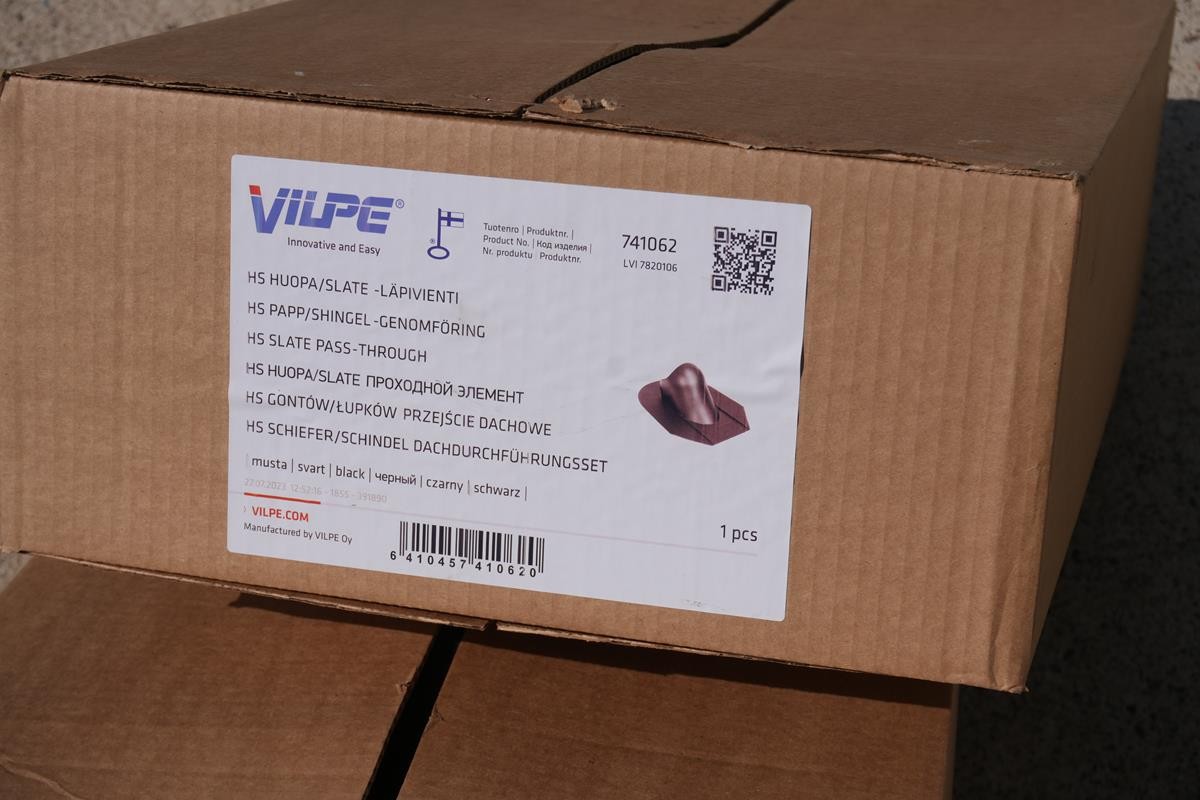 VILPE®
Innovative and Easy
®
Tuotenro | Produktnr. |
Product No. | Код изделия |
Nr. produktu | Produktnr.
741062
LVI 7820106
HS HUOPA/SLATE -LÄPIVIENTI
HS PAPP/SHINGEL -GENOMFÖRING
HS SLATE PASS-THROUGH
HS HUOPA/SLATE ПРОХОДНОЙ ЭЛЕМЕНТ
HS GONTÓW/ŁUPKÓW PRZEJŚCIE DACHOWE
HS SCHIEFER/SCHINDEL DACHDURCHFÜHRUNGSSET
| musta | svart | black | черный | czarny | schwarz |
27.07.2023 12:52:16 - 1855 - 391890
› VILPE.COM
Manufactured by VILPE Oy
6 410457 410620
1 pcs